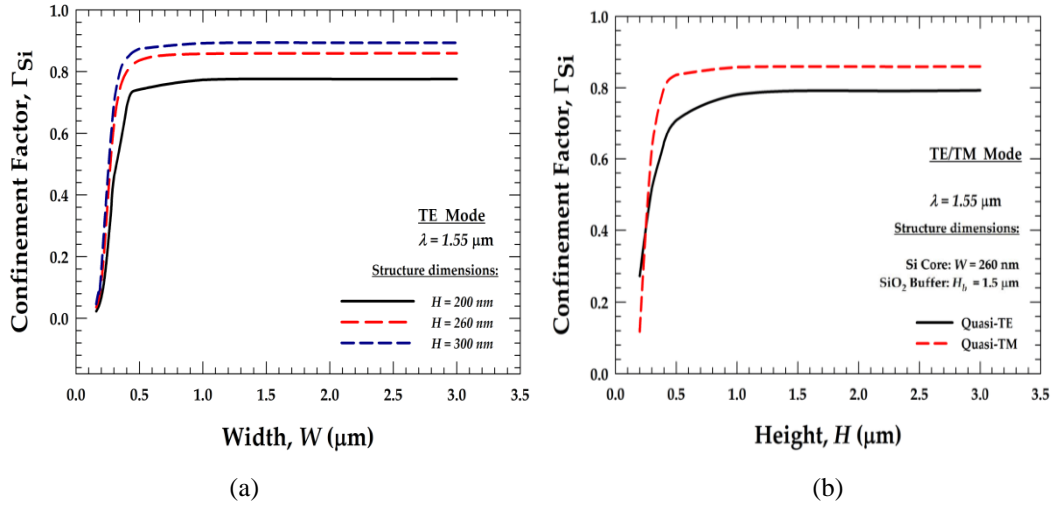 1.0
0.8
0.6
0.4
0.2
0.0
Confinement Factor, ΓSi
TE Mode
λ = 1.55 μm
Structure dimensions:
H = 200 nm
H = 260 nm
H = 300 nm
0.0 0.5 1.0 1.5 2.0 2.5 3.0 3.5
Width, W (μm)
(a)
1.0
0.8
0.6
0.4
0.2
0.0
Confinement Factor, ΓSi
TE/TM Mode
λ = 1.55 μm
Structure dimensions:
Si Core: W = 260 nm
SiO2 Buffer: Hb = 1.5 μm
Quasi-TE
Quasi-TM
0.0 0.5 1.0 1.5 2.0 2.5 3.0 3.5
Height, H (μm)
(b)